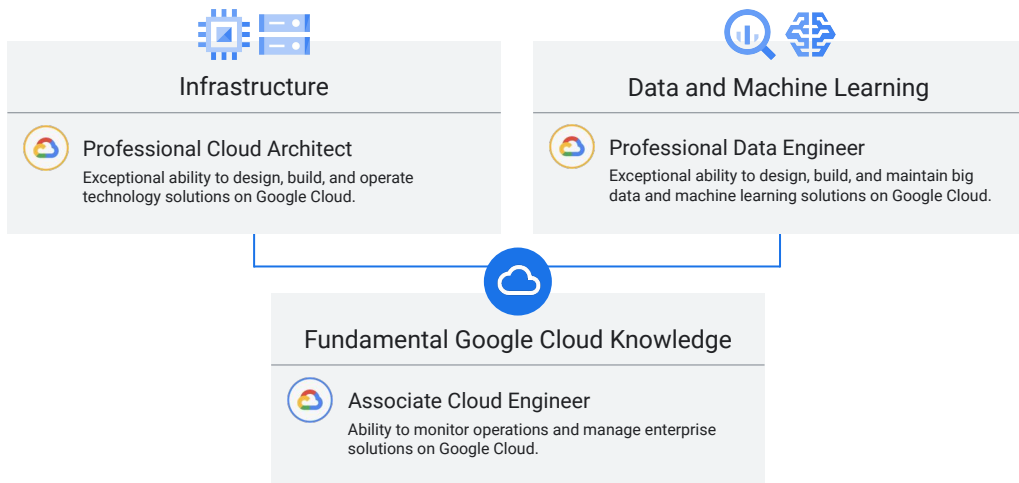 Infrastructure
Professional Cloud Architect
Exceptional ability to design, build, and operate
technology solutions on Google Cloud.
Data and Machine Learning
Professional Data Engineer
Exceptional ability to design, build, and maintain big
data and machine learning solutions on Google Cloud.
Fundamental Google Cloud Knowledge
Associate Cloud Engineer
Ability to monitor operations and manage enterprise
solutions on Google Cloud.